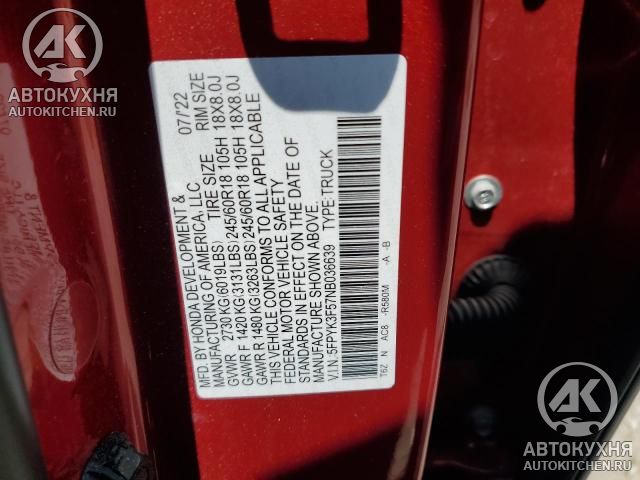 AK
АВТОКУХНЯ
AUTOKITCHEN.RU
MFD. BY HONDA DEVELOPMENT & 07/'22
MANUFACTURING OF AMERICA, LLC
TIRE SIZE RIM SIZE
GVWR 2730 KG(6019LBS)
GAWR F 1420 KG(3131LBS) 245/60R18 105H 18X8.0J
GAWR R 1480 KG(3263LBS) 245/60R18 105H 18X8.0J
THIS VEHICLE CONFORMS TO ALL APPLICABLE
FEDERAL MOTOR VEHICLE SAFETY
STANDARDS IN EFFECT ON THE DATE OF
MANUFACTURE SHOWN ABOVE.
V.I.N.:5FPYK3F57NB036639 TYPE:TRUCK
T6Z N AC8 -R580M -A -B
AK
АВТОКУХНЯ
AUTOKITCHEN.RU